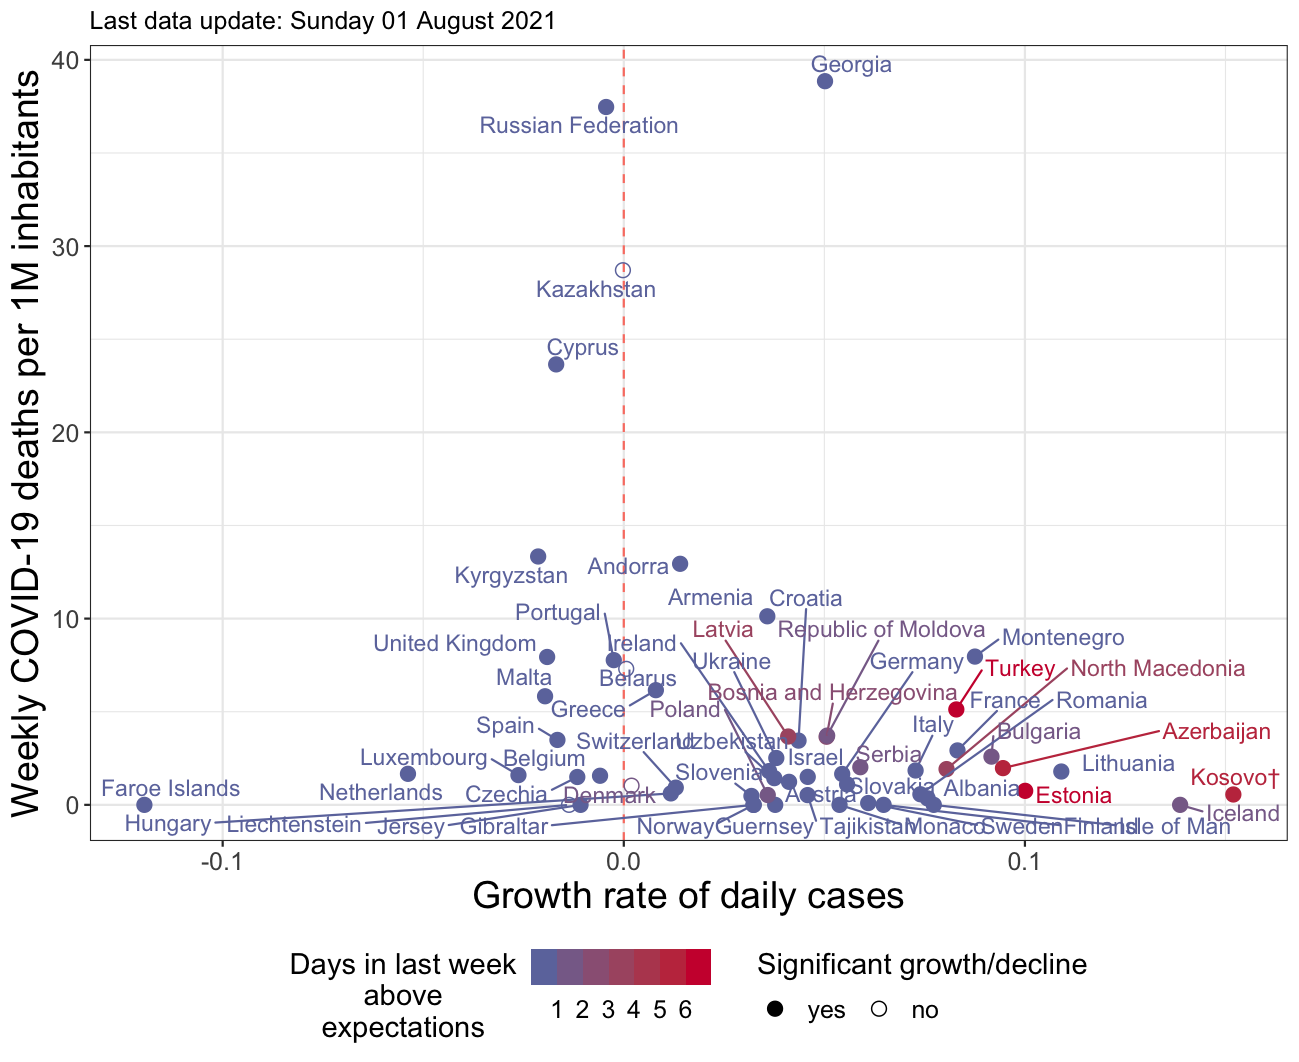 Last data update: Sunday 01 August 2021
Weekly COVID-19 deaths per 1M inhabitants
40
30
20
10
0
Georgia
Russian Federation
Kazakhstan
Cyprus
Kyrgyzstan
Andorra
Armenia
Croatia
Portugal
Latvia
Republic of Moldova
United Kingdom
Ireland
Montenegro
Ukraine
Germany
Turkey
North Macedonia
Malta
Belarus
Bosnia and Herzegovina
France
Romania
Greece
Poland
Spain
Italy
Bulgaria
Azerbaijan
Switzerland
Uzbekistan
Luxembourg
Belgium
Israel
Serbia
Lithuania
Slovenia
Kosovo†
Faroe Islands
Netherlands
Czechia
Denmark
Austria
Slovakia
Albania
Estonia
Iceland
Hungary
Liechtenstein
Jersey
Gibraltar
Norway
Guernsey
Tajikistan
Monaco
Sweden
Finland
Isle of Man
-0.1
0.0
0.1
Growth rate of daily cases
Days in last week
above
expectations
1 2 3 4 5 6
Significant growth/decline
yes
no